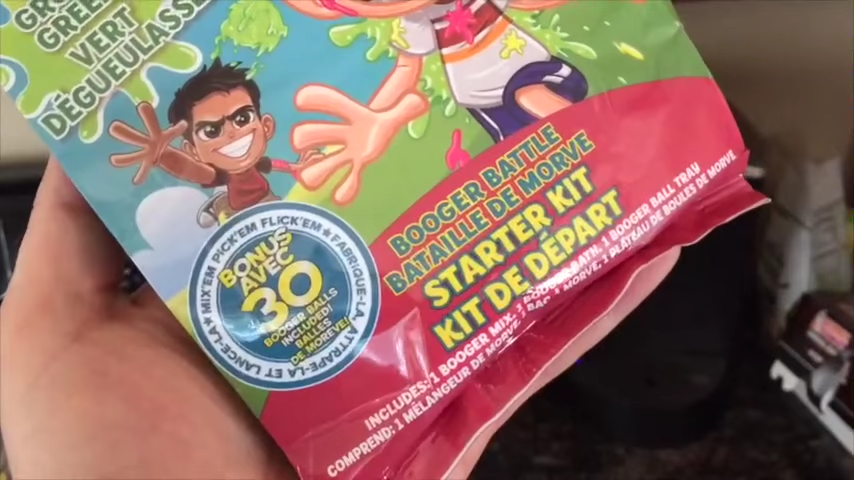 GREE
VERT
DÉGUEULASSE
BOOGER BATTLE
BATAILLE DE MORVE
STARTER KIT
KIT DE DÉPART
MIX'EM PICK'EM FLICK'EM
FABRIQUE-LA ATTRAPE-LA ET LANCE-LA
BONUS
AVEC
30
BOOGER BALLS
INCLUDED!
BALLES
DE MORVE!
INCLUDES: 1 BOOGER MIX, 1 BOOGER BATH, 1 BOOGER BALL TRAY
COMPREND: 1 MÉLANGEUR DE MORVE, 1 BAC À MORVE, 1 PLATEAU DE BOULES DE MORVE